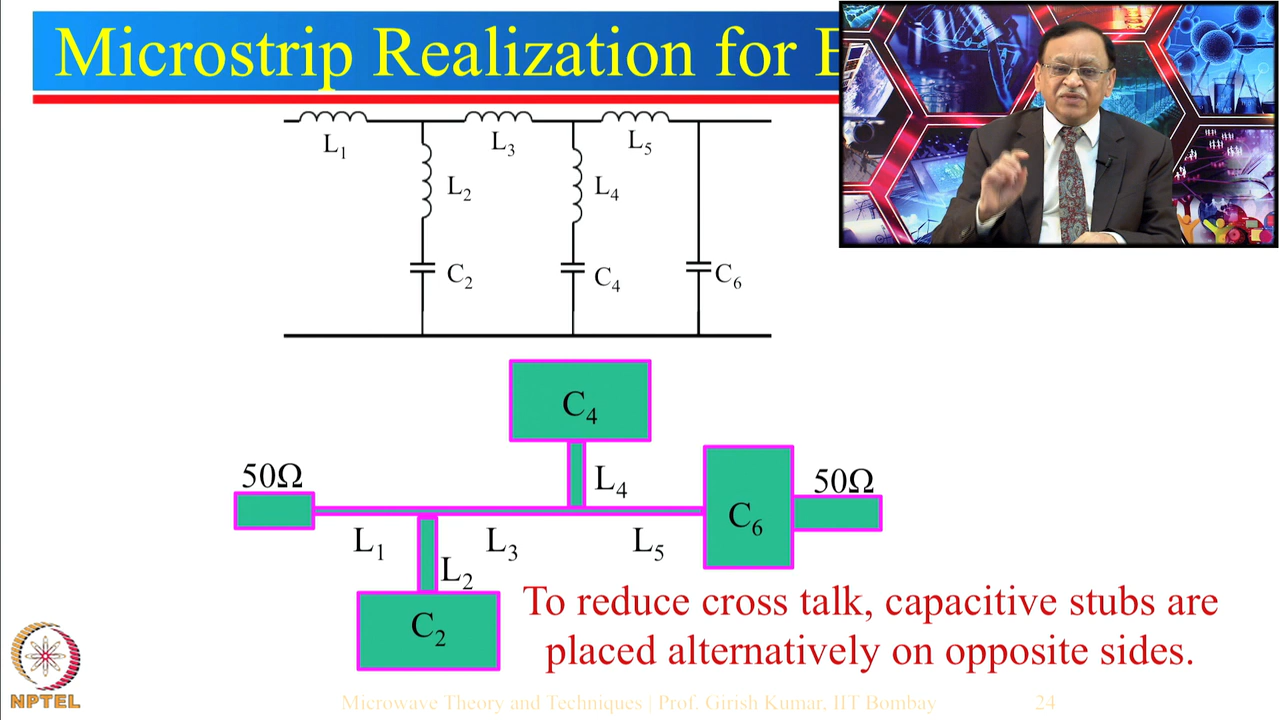 Microstrip Realization for
L1
L3
L5
L2
L4
C2
C4
C6
C4
50Ω
L4
50Ω
C6
L1
L3
L5
L2
C2
To reduce cross talk, capacitive stubs are
placed alternatively on opposite sides.
NPTEL
Microwave Theory and Techniques | Prof. Girish Kumar, IIT Bombay
24